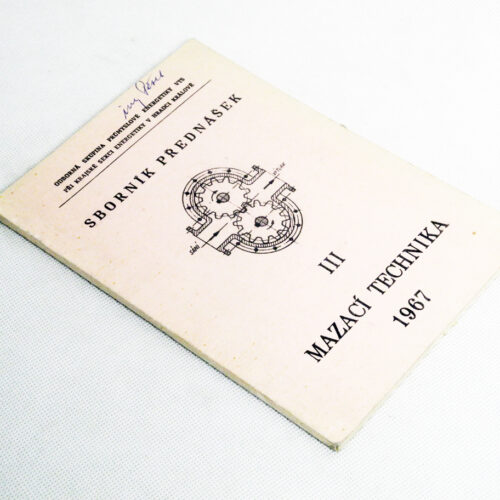 ODBORNÁ SKUPINA PRŮMYSLOVÉ ENERGETIKY VTS
PŘI KRAJSKÉ SEKCI ENERGETIKY V HRADCI KRÁLOVÉ
SBORNÍK PŘEDNÁŠEK
III
MAZACÍ TECHNIKA
1967